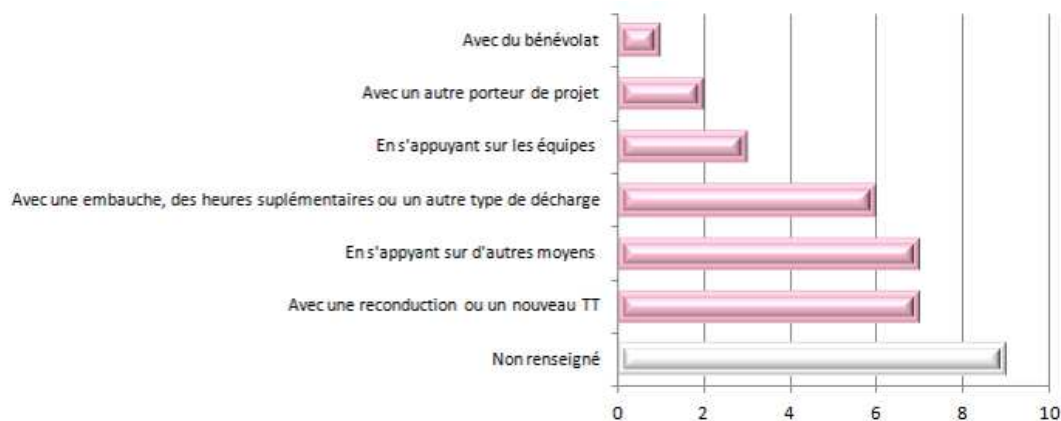 Avec du bénévolat
Avec un autre porteur de projet
En s'appuyant sur les équipes
Avec une embauche, des heures suplémentaires ou un autre type de décharge
En s'appyant sur d'autres moyens
Avec une reconduction ou un nouveau TT
Non renseigné
0 2 4 6 8 10